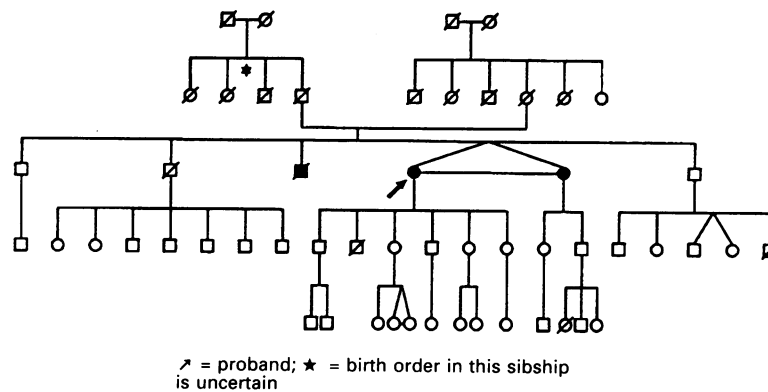 ↗ = proband; ★ = birth order in this sibship
is uncertain